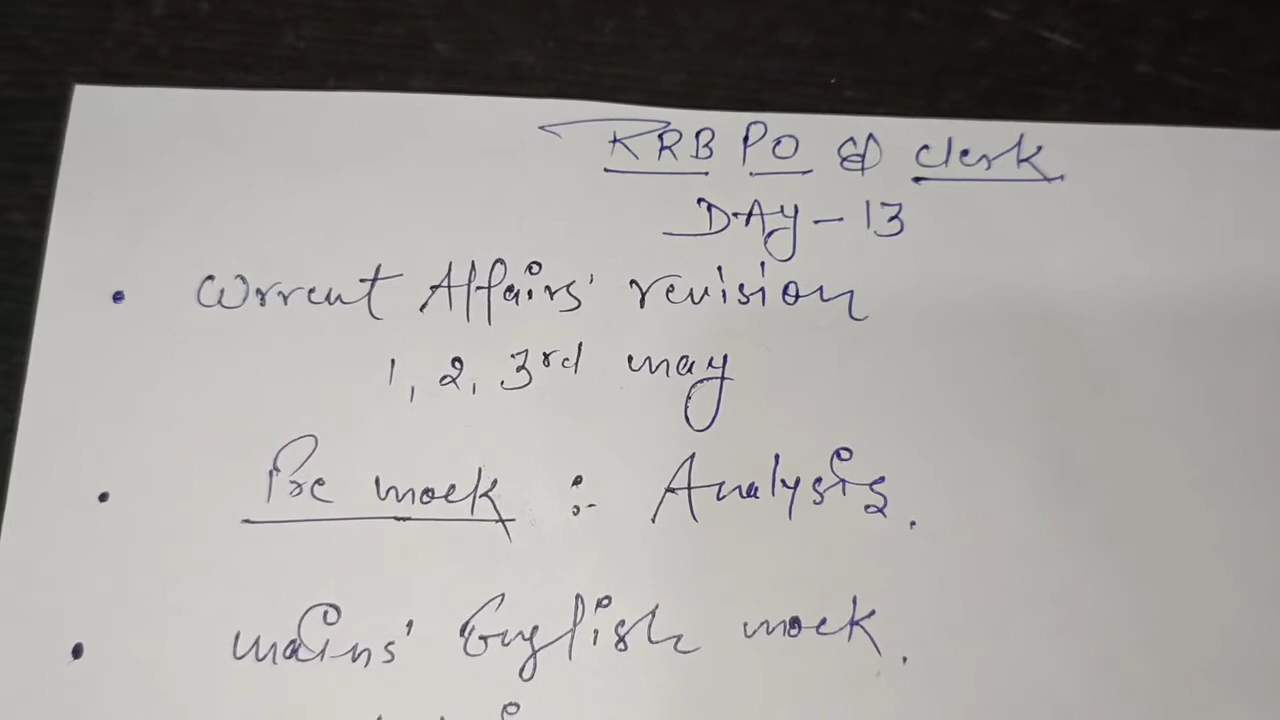 RRB PO & clerk
DAY - 13
• Current Affairs' revision
1, 2, 3rd may
• Pre mock :- Analysis.
• mains' English mock.